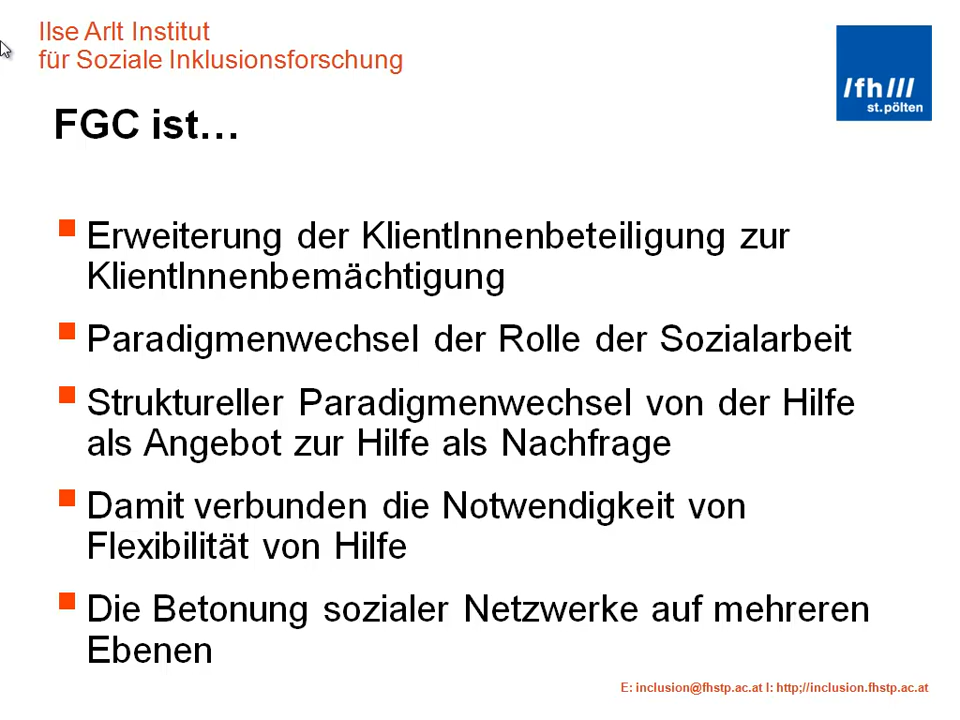 Ilse Arlt Institut
für Soziale Inklusionsforschung
/fh///
st.pölten
FGC ist…
Erweiterung der KlientInnenbeteiligung zur
KlientInnenbemächtigung
Paradigmenwechsel der Rolle der Sozialarbeit
Struktureller Paradigmenwechsel von der Hilfe
als Angebot zur Hilfe als Nachfrage
Damit verbunden die Notwendigkeit von
Flexibilität von Hilfe
Die Betonung sozialer Netzwerke auf mehreren
Ebenen
E: inclusion@fhstp.ac.at I: http;//inclusion.fhstp.ac.at